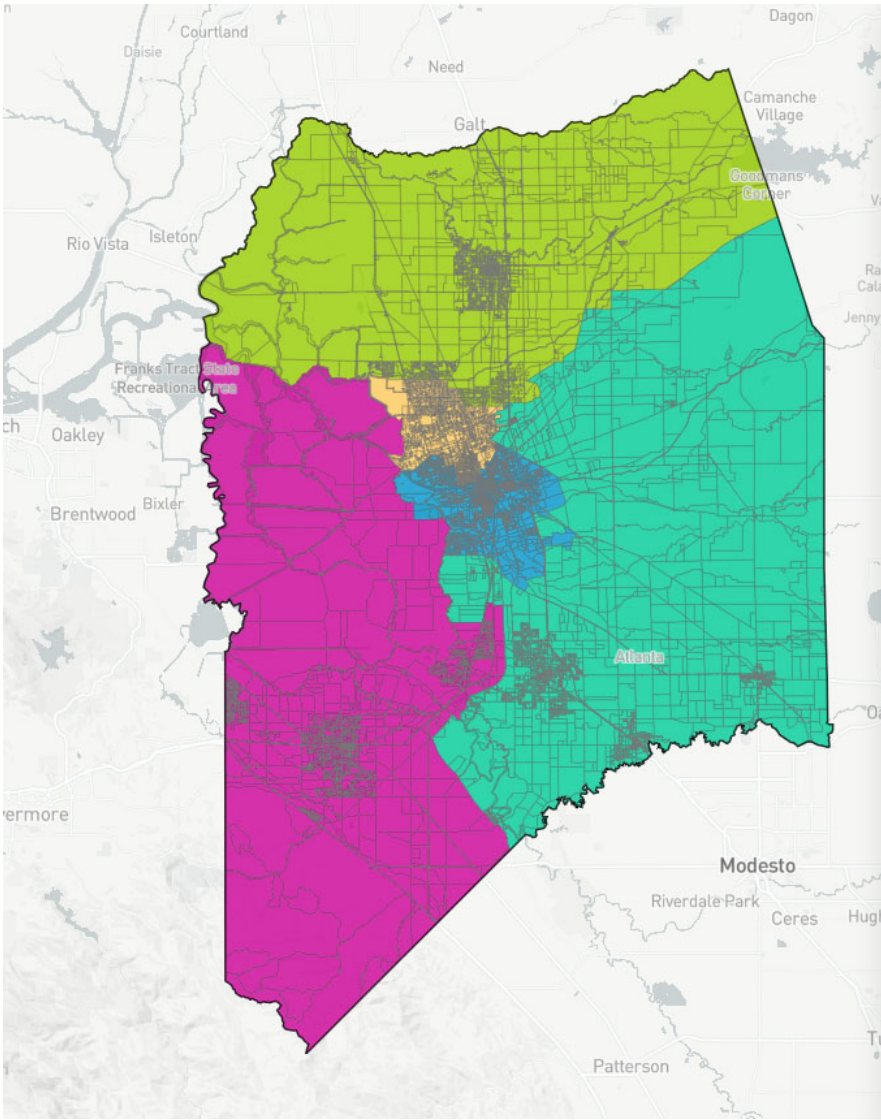 Dagon
Courtland
Daisie
Need
Camanche
Village
Galt
Goodmans
Corner
Isleton
Rio Vista
Jenny
Franks Tract State
Recreational Area
Oakley
Bixler
Brentwood
Atlanta
Modesto
Riverdale Park
Ceres
Patterson